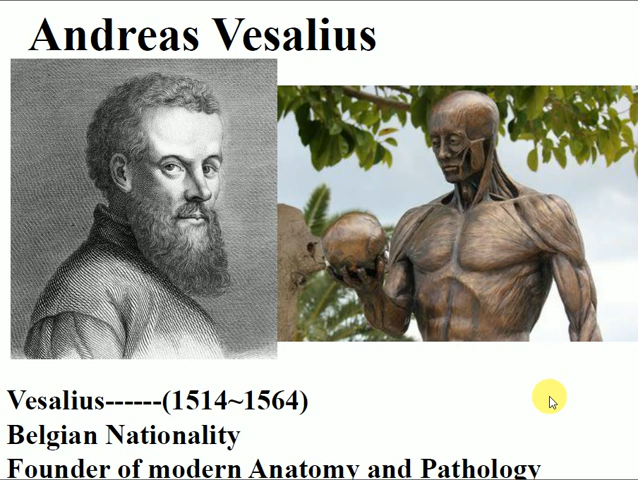 Andreas Vesalius
Vesalius------(1514~1564)
Belgian Nationality
Founder of modern Anatomy and Pathology